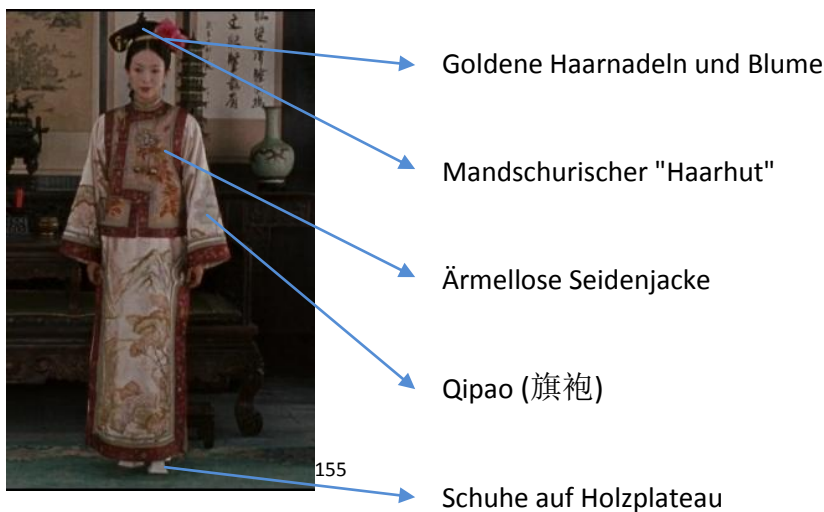 Goldene Haarnadeln und Blume
Mandschurischer "Haarhut"
Ärmellose Seidenjacke
Qipao (旗袍)
155
Schuhe auf Holzplateau